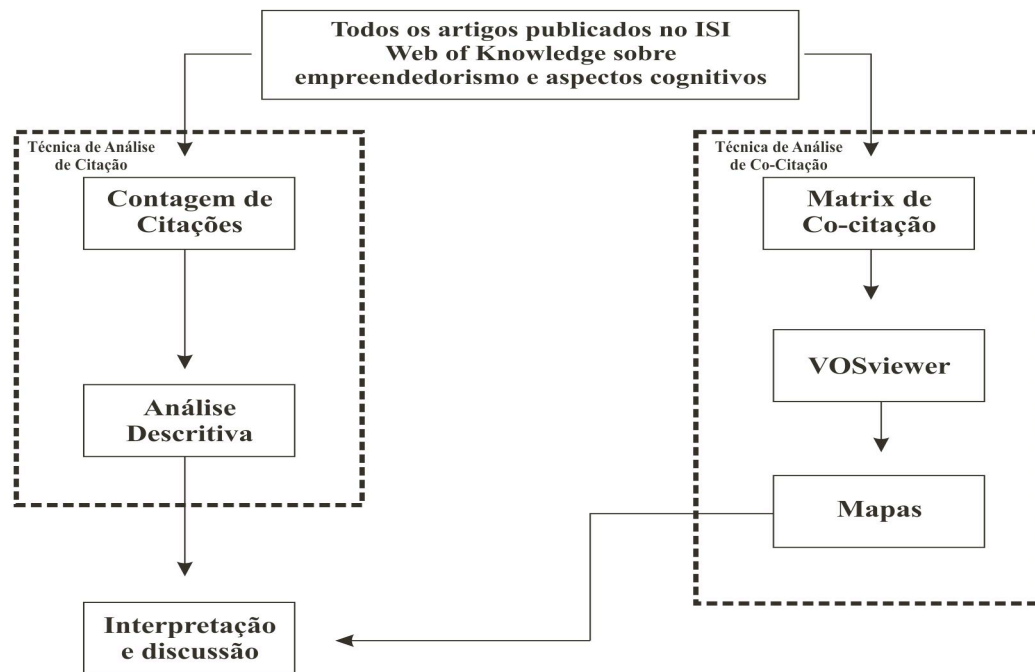 Todos os artigos publicados no ISI
Web of Knowledge sobre
empreendedorismo e aspectos cognitivos
Técnica de Análise
de Citação
Contagem de
Citações
Análise
Descritiva
Técnica de Análise
de Co-Citação
Matrix de
Co-citação
VOSviewer
Mapas
Interpretação
e discussão